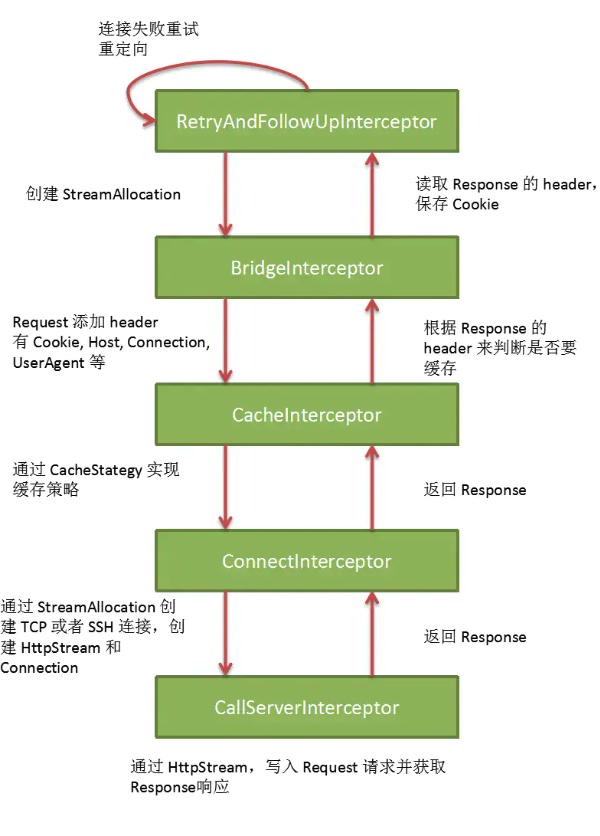 连接失败重试
重定向
RetryAndFollowUpInterceptor
创建 StreamAllocation
读取 Response 的 header，
保存 Cookie
BridgeInterceptor
Request 添加 header
有 Cookie, Host, Connection,
UserAgent 等
根据 Response 的
header 来判断是否要
缓存
CacheInterceptor
通过 CacheStategy 实现
缓存策略
返回 Response
ConnectInterceptor
通过 StreamAllocation 创
建 TCP 或者 SSH 连接，创
建 HttpStream 和
Connection
返回 Response
CallServerInterceptor
通过 HttpStream，写入 Request 请求并获取
Response响应